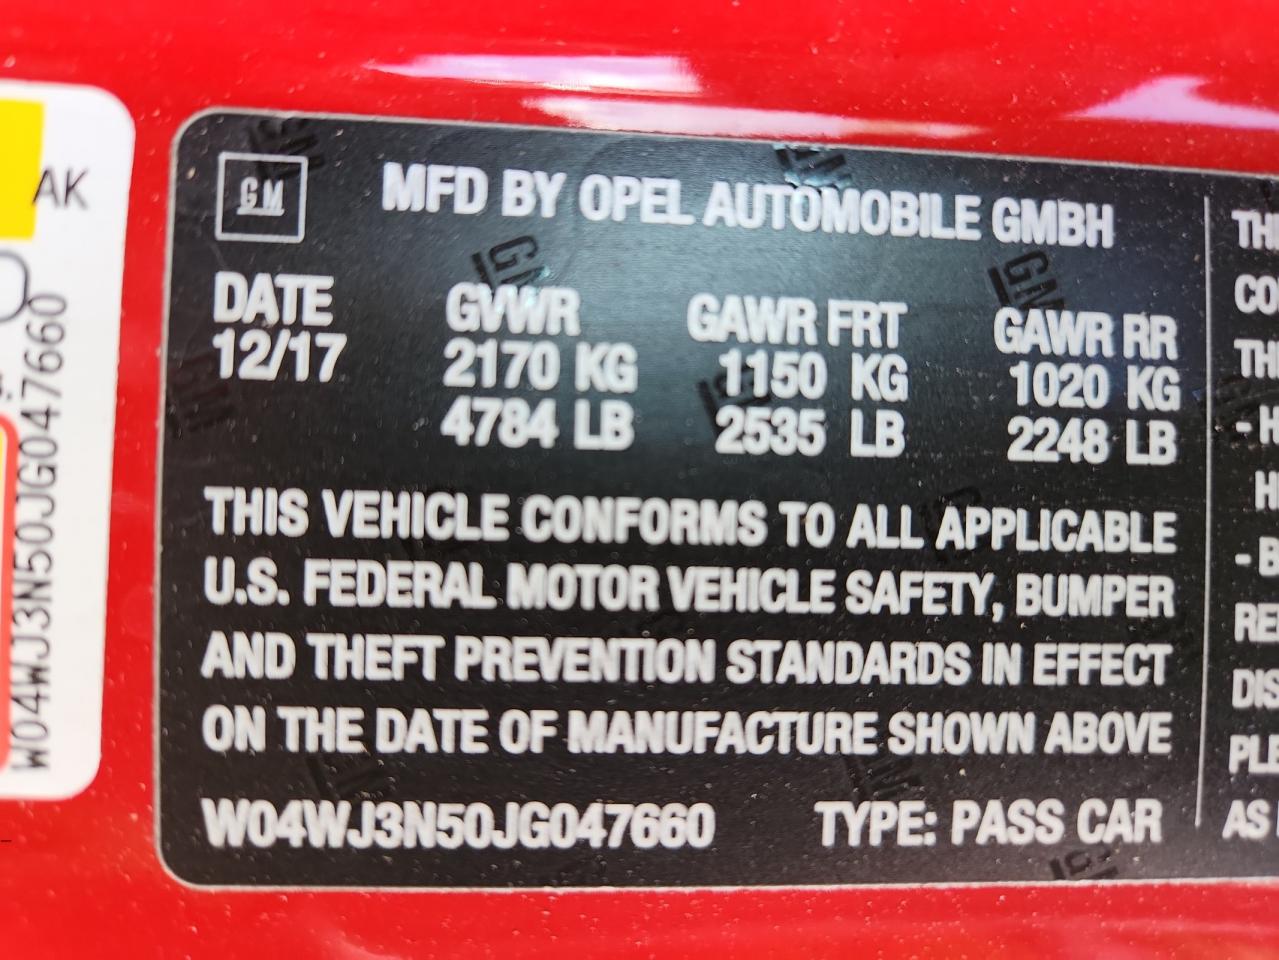 AK
W04WJ3N50JG047660
GM
MFD BY OPEL AUTOMOBILE GMBH
DATE GVWR GAWR FRT GAWR RR
12/17 2170 KG 1150 KG 1020 KG
4784 LB 2535 LB 2248 LB
THIS VEHICLE CONFORMS TO ALL APPLICABLE
U.S. FEDERAL MOTOR VEHICLE SAFETY, BUMPER
AND THEFT PREVENTION STANDARDS IN EFFECT
ON THE DATE OF MANUFACTURE SHOWN ABOVE
W04WJ3N50JG047660 TYPE: PASS CAR
AS